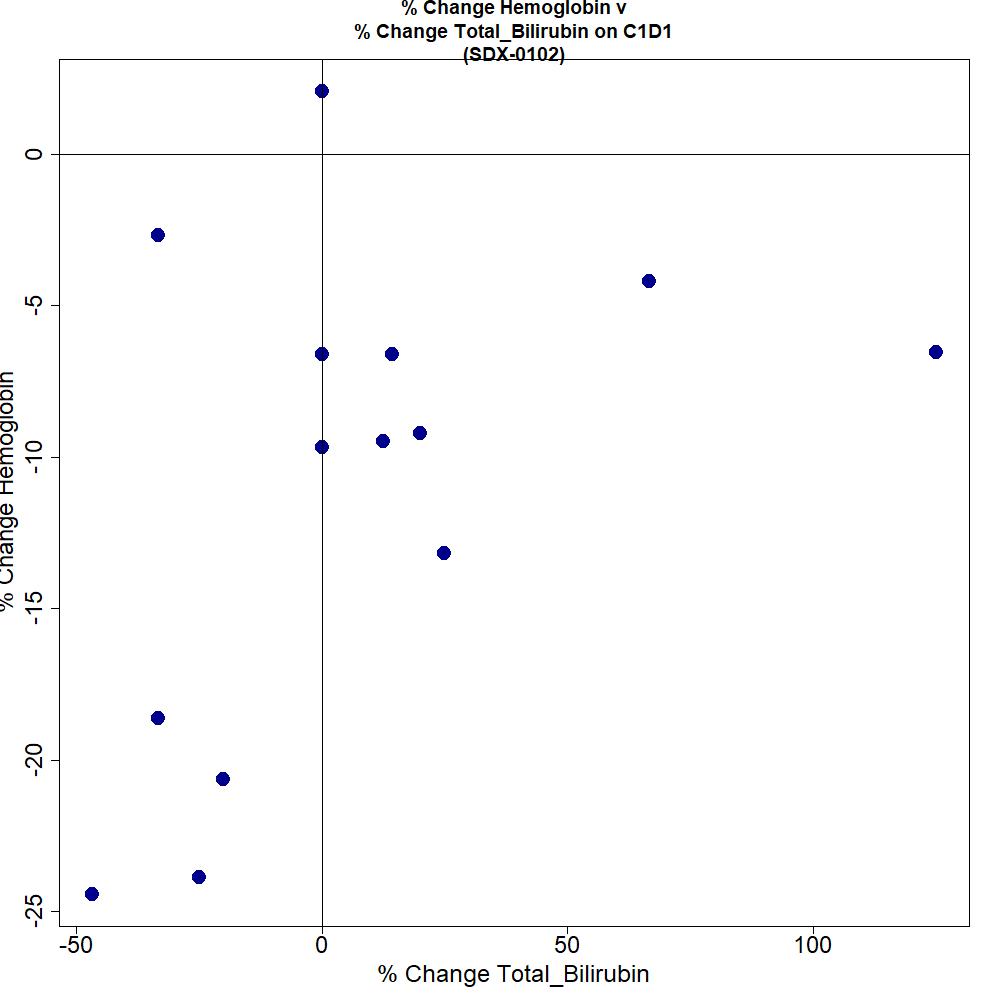 % Change Hemoglobin v
% Change Total_Bilirubin on C1D1
(SDX-0102)
0
-5
-10
-15
-20
-25
% Change Hemoglobin
-50
0
50
100
% Change Total_Bilirubin